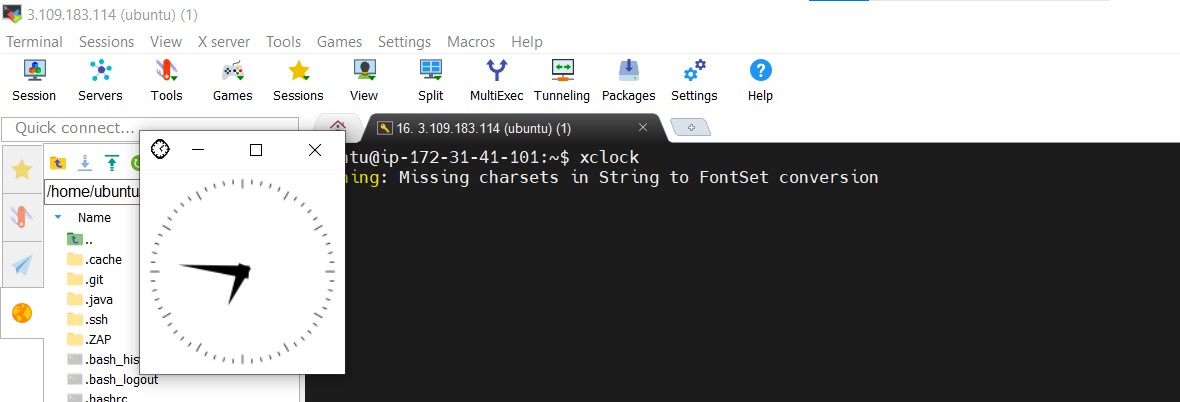 3.109.183.114 (ubuntu) (1)
Terminal Sessions View X server Tools Games Settings Macros Help
Session Servers Tools Games Sessions View Split MultiExec Tunneling Packages Settings Help
Quick connect...
16. 3.109.183.114 (ubuntu) (1)
ntu@ip-172-31-41-101:~$ xclock
ning: Missing charsets in String to FontSet conversion
/home/ubuntu
Name
..
.cache
.git
.java
.ssh
.ZAP
.bash_his
.bash_logout
.bashrc